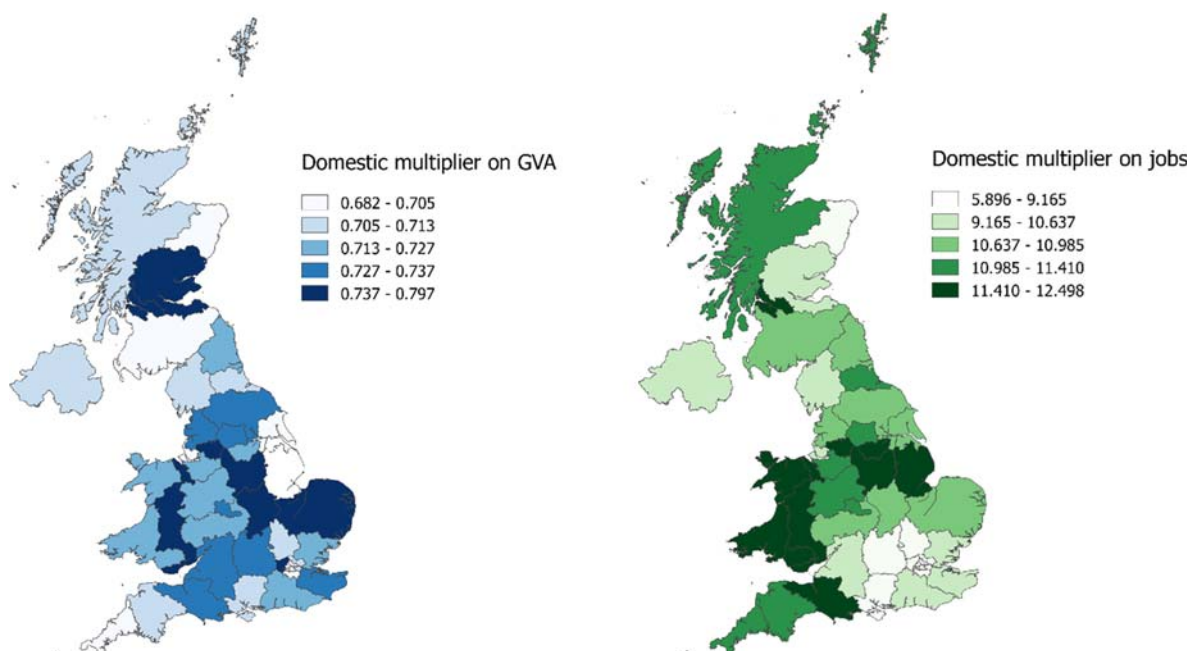 Domestic multiplier on GVA
0.682 - 0.705
0.705 - 0.713
0.713 - 0.727
0.727 - 0.737
0.737 - 0.797
Domestic multiplier on jobs
5.896 - 9.165
9.165 - 10.637
10.637 - 10.985
10.985 - 11.410
11.410 - 12.498